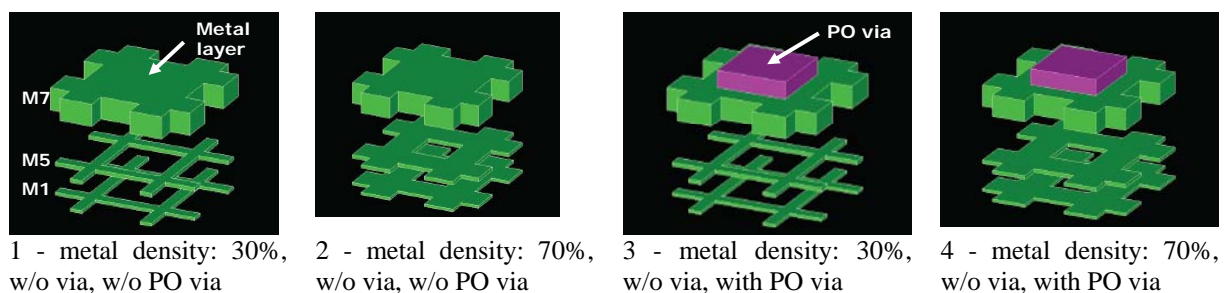 Metal
layer
M7
M5
M1
PO via
1 - metal density: 30%,
w/o via, w/o PO via
2 - metal density: 70%,
w/o via, w/o PO via
3 - metal density: 30%,
w/o via, with PO via
4 - metal density: 70%,
w/o via, with PO via